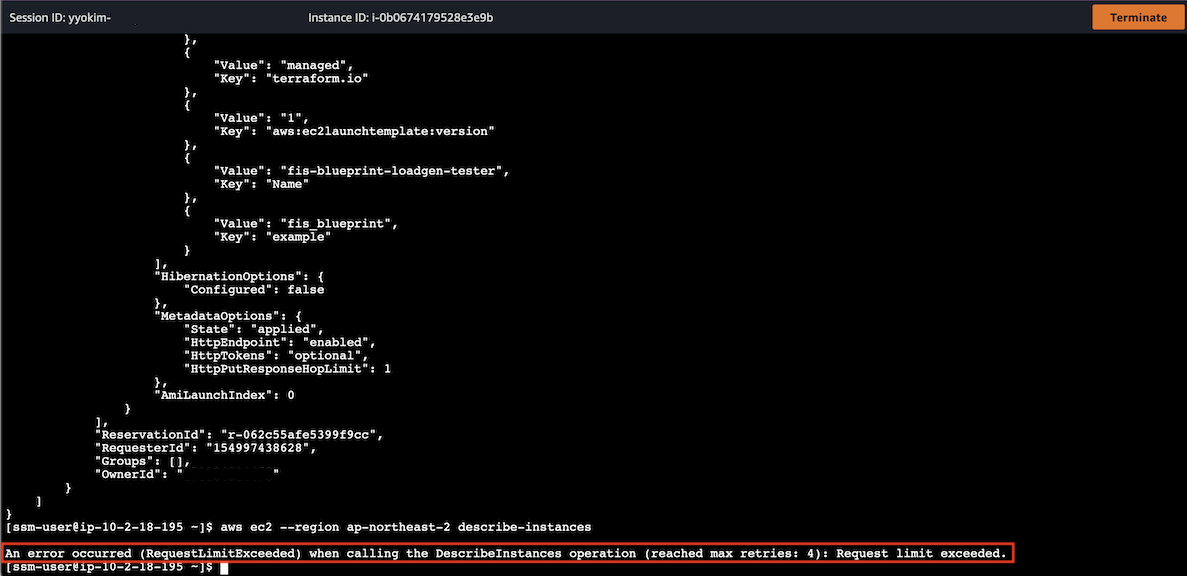 Session ID: yyokim-
Instance ID: i-0b0674179528e3e9b
Terminate
},
{
"Value": "managed",
"Key": "terraform.io"
},
{
"Value": "1",
"Key": "aws:ec2launchtemplate:version"
},
{
"Value": "fis-blueprint-loadgen-tester",
"Key": "Name"
},
{
"Value": "fis_blueprint",
"Key": "example"
}
],
"HibernationOptions": {
"Configured": false
},
"MetadataOptions": {
"State": "applied",
"HttpEndpoint": "enabled",
"HttpTokens": "optional",
"HttpPutResponseHopLimit": 1
},
"AmiLaunchIndex": 0
}
],
"ReservationId": "r-062c55afe5399f9cc",
"RequesterId": "154997438628",
"Groups": [],
"OwnerId": "            "
}
]
}
[ssm-user@ip-10-2-18-195 ~]$ aws ec2 --region ap-northeast-2 describe-instances
An error occurred (RequestLimitExceeded) when calling the DescribeInstances operation (reached max retries: 4): Request limit exceeded.
[ssm-user@ip-10-2-18-195 ~]$